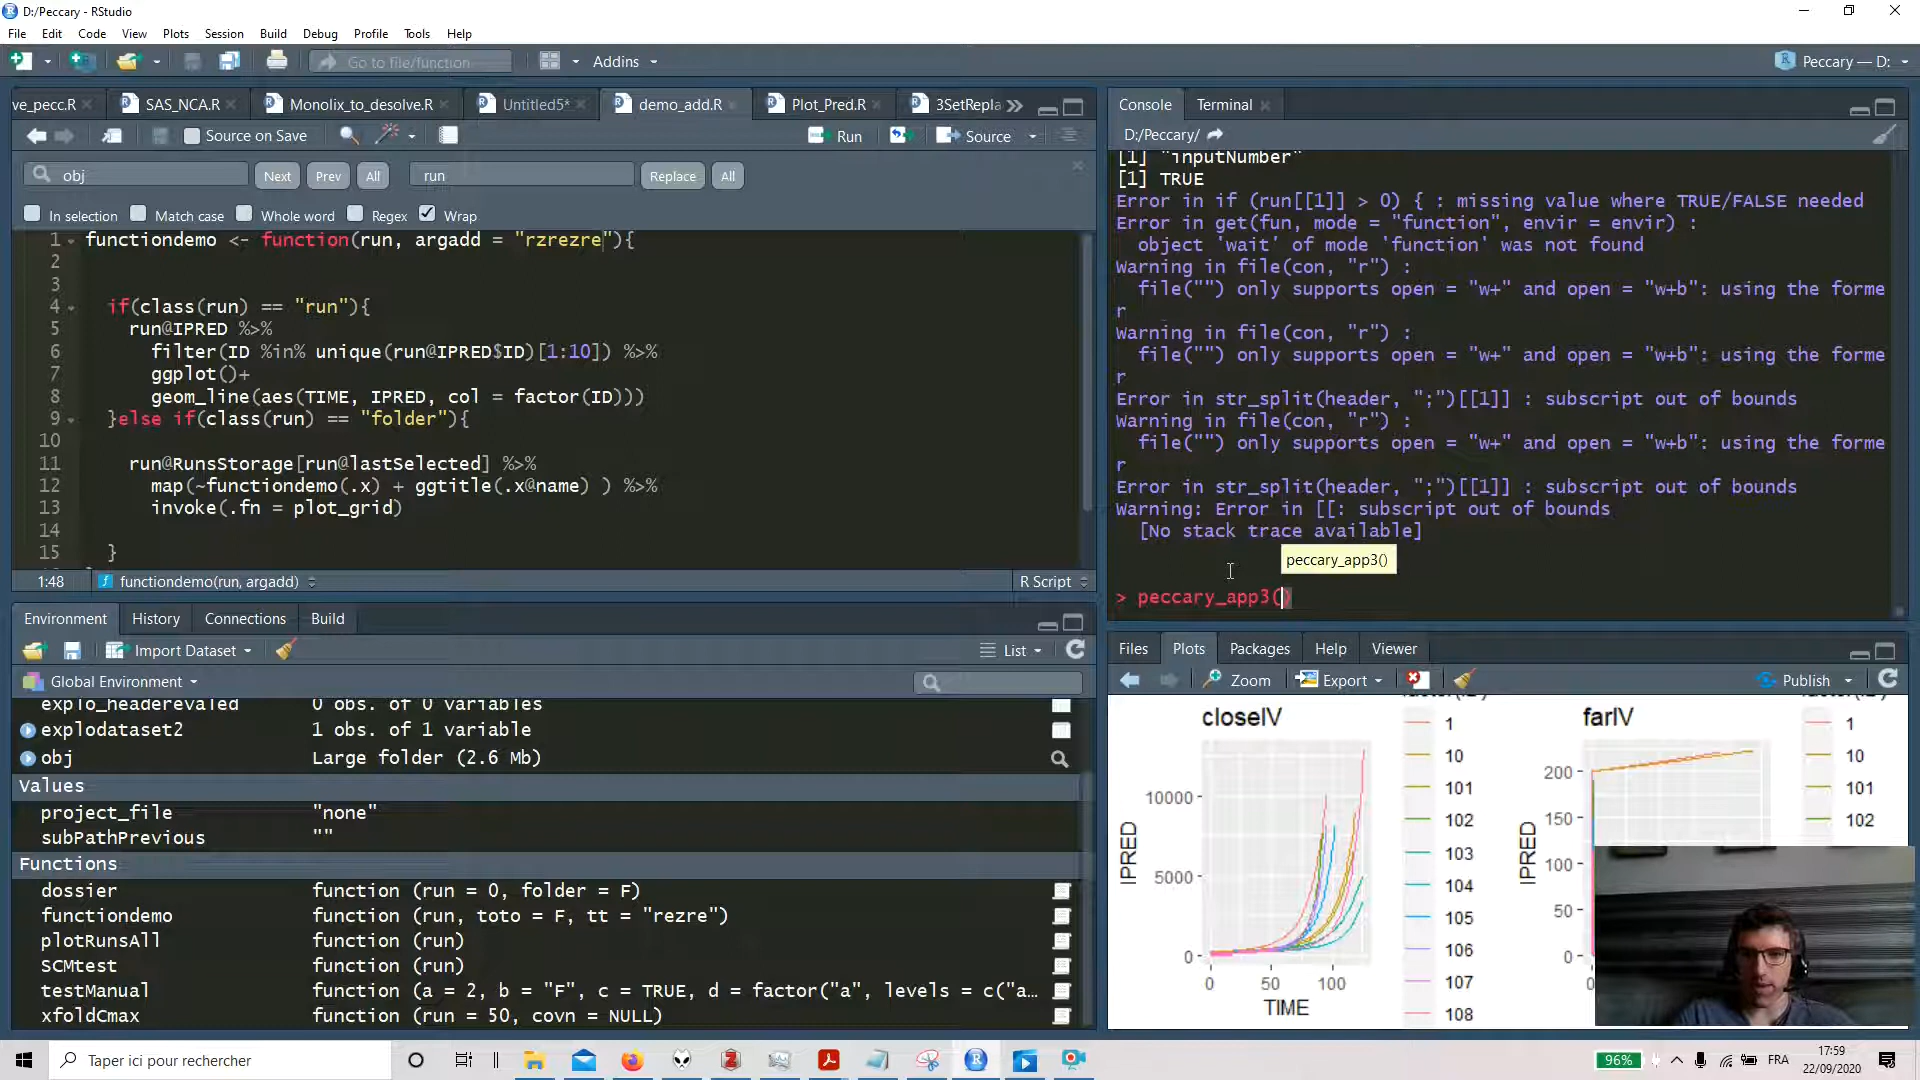 D:/Peccary - RStudio
File Edit Code View Plots Session Build Debug Profile Tools Help
Go to file/function Addins Peccary — D:
ve_pecc.R SAS_NCA.R Monolix_to_desolve.R Untitled5* demo_add.R Plot_Pred.R 3SetRepla
Source on Save Run Source
obj Next Prev All run Replace All
In selection Match case Whole word Regex Wrap
1 functiondemo <- function(run, argadd = "rzrezre"){
2
3
4 if(class(run) == "run"){
5 run@IPRED %>%
6 filter(ID %in% unique(run@IPRED$ID)[1:10]) %>%
7 ggplot()+
8 geom_line(aes(TIME, IPRED, col = factor(ID)))
9 }else if(class(run) == "folder"){
10
11 run@RunsStorage[run@lastSelected] %>%
12 map(~functiondemo(.x) + ggtitle(.x@name) ) %>%
13 invoke(.fn = plot_grid)
14
15 }
1:48 functiondemo(run, argadd) R Script
Console Terminal
D:/Peccary/
[1] "inputNumber"
[1] TRUE
Error in if (run[[1]] > 0) { : missing value where TRUE/FALSE needed
Error in get(fun, mode = "function", envir = envir) :
object 'wait' of mode 'function' was not found
Warning in file(con, "r") :
file("") only supports open = "w+" and open = "w+b": using the forme
r
Warning in file(con, "r") :
file("") only supports open = "w+" and open = "w+b": using the forme
r
Error in str_split(header, ";")[[1]] : subscript out of bounds
Warning in file(con, "r") :
file("") only supports open = "w+" and open = "w+b": using the forme
r
Error in str_split(header, ";")[[1]] : subscript out of bounds
Warning: Error in [[: subscript out of bounds
[No stack trace available]
peccary_app3()
> peccary_app3()
Environment History Connections Build
Import Dataset List
Global Environment
explo_headerevaled 0 obs. of 0 variables
explodataset2 1 obs. of 1 variable
obj Large folder (2.6 Mb)
Values
project_file "none"
subPathPrevious ""
Functions
dossier function (run = 0, folder = F)
functiondemo function (run, toto = F, tt = "rezre")
plotRunsAll function (run)
SCMtest function (run)
testManual function (a = 2, b = "F", c = TRUE, d = factor("a", levels = c("a…
xfoldCmax function (run = 50, covn = NULL)
Files Plots Packages Help Viewer
Zoom Export Publish
closeIV
IPRED
10000
5000
0
0 50 100
TIME
1
10
101
102
103
104
105
106
107
108
farIV
IPRED
200
150
100
50
0
0
1
10
101
102
Taper ici pour rechercher
96% FRA 17:59
22/09/2020